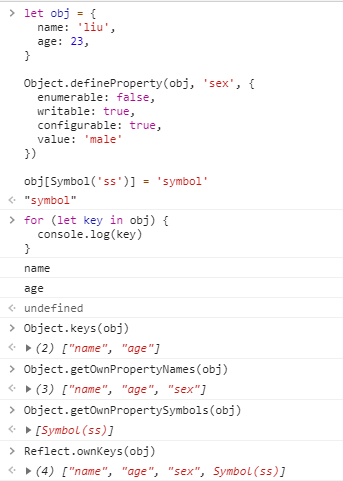 > let obj = {
    name: 'liu',
    age: 23,
  }

  Object.defineProperty(obj, 'sex', {
    enumerable: false,
    writable: true,
    configurable: true,
    value: 'male'
  })

  obj[Symbol('ss')] = 'symbol'
< "symbol"
> for (let key in obj) {
    console.log(key)
  }
  name
  age
< undefined
> Object.keys(obj)
< ▶ (2) ["name", "age"]
> Object.getOwnPropertyNames(obj)
< ▶ (3) ["name", "age", "sex"]
> Object.getOwnPropertySymbols(obj)
< ▶ [Symbol(ss)]
> Reflect.ownKeys(obj)
< ▶ (4) ["name", "age", "sex", Symbol(ss)]